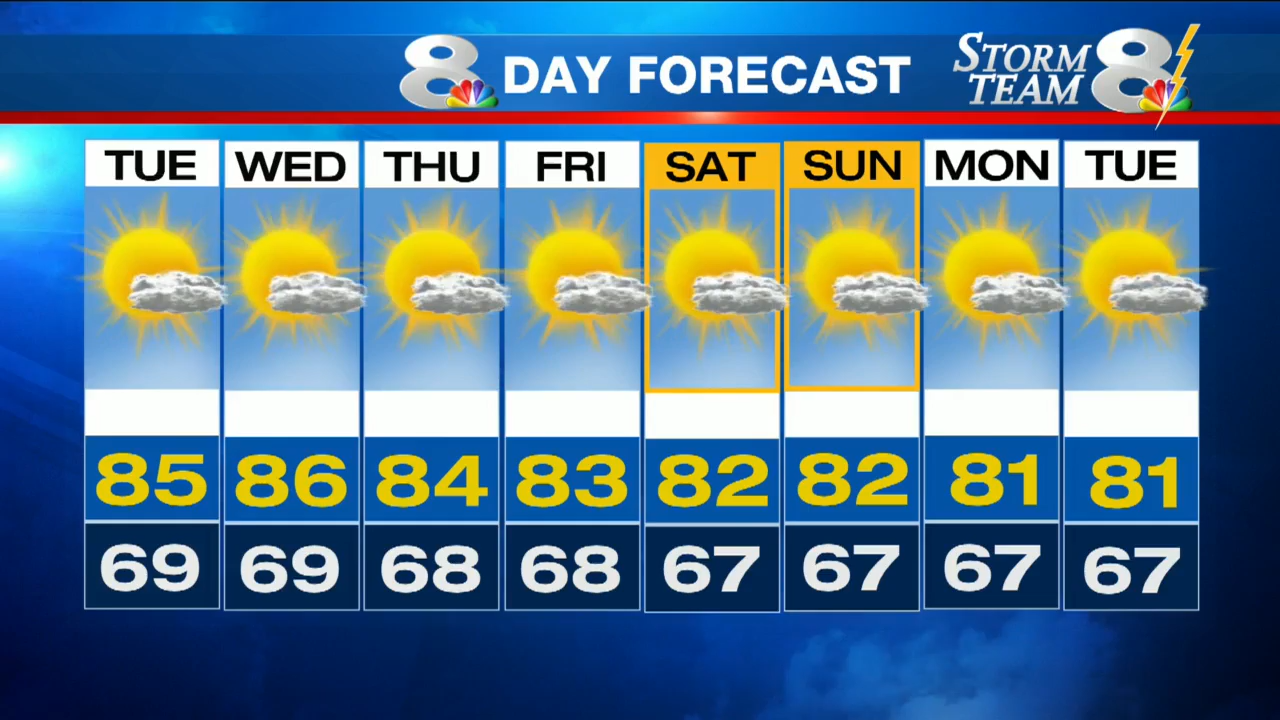 8 DAY FORECAST
STORM
TEAM 8
TUE WED THU FRI SAT SUN MON TUE
85 86 84 83 82 82 81 81
69 69 68 68 67 67 67 67